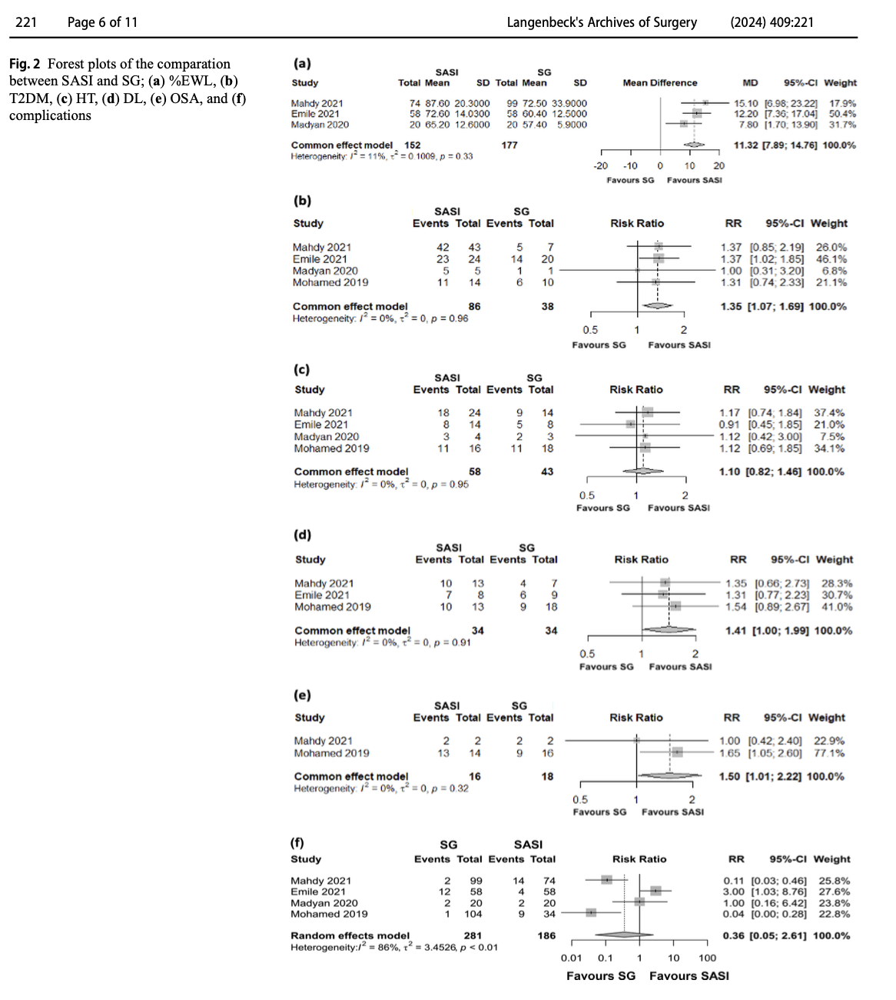 221 Page 6 of 11 Langenbeck's Archives of Surgery (2024) 409:221
Fig. 2 Forest plots of the comparation
between SASI and SG; (a) %EWL, (b)
T2DM, (c) HT, (d) DL, (e) OSA, and (f)
complications
(a)
SASI SG
Study Total Mean SD Total Mean SD Mean Difference MD 95%-CI Weight
Mahdy 2021 74 87.60 20.3000 99 72.50 33.9000 15.10 [6.98; 23.22] 17.9%
Emile 2021 58 72.60 14.0300 58 60.40 12.5000 12.20 [7.36; 17.04] 50.4%
Madyan 2020 20 65.20 12.6000 20 57.40 5.9000 7.80 [1.70; 13.90] 31.7%
Common effect model 152 177 11.32 [7.89; 14.76] 100.0%
Heterogeneity: I² = 11%, τ² = 0.1009, p = 0.33
-20 -10 0 10 20
Favours SG Favours SASI
(b)
SASI SG
Study Events Total Events Total Risk Ratio RR 95%-CI Weight
Mahdy 2021 42 43 5 7 1.37 [0.85; 2.19] 26.0%
Emile 2021 23 24 14 20 1.37 [1.02; 1.85] 46.1%
Madyan 2020 5 5 1 1 1.00 [0.31; 3.20] 6.8%
Mohamed 2019 11 14 6 10 1.31 [0.74; 2.33] 21.1%
Common effect model 86 38 1.35 [1.07; 1.69] 100.0%
Heterogeneity: I² = 0%, τ² = 0, p = 0.96
0.5 1 2
Favours SG Favours SASI
(c)
SASI SG
Study Events Total Events Total Risk Ratio RR 95%-CI Weight
Mahdy 2021 18 24 9 14 1.17 [0.74; 1.84] 37.4%
Emile 2021 8 14 5 8 0.91 [0.45; 1.85] 21.0%
Madyan 2020 3 4 2 3 1.12 [0.42; 3.00] 7.5%
Mohamed 2019 11 16 11 18 1.12 [0.69; 1.85] 34.1%
Common effect model 58 43 1.10 [0.82; 1.46] 100.0%
Heterogeneity: I² = 0%, τ² = 0, p = 0.95
0.5 1 2
Favours SG Favours SASI
(d)
SASI SG
Study Events Total Events Total Risk Ratio RR 95%-CI Weight
Mahdy 2021 10 13 4 7 1.35 [0.66; 2.73] 28.3%
Emile 2021 7 8 6 9 1.31 [0.77; 2.23] 30.7%
Mohamed 2019 10 13 9 18 1.54 [0.89; 2.67] 41.0%
Common effect model 34 34 1.41 [1.00; 1.99] 100.0%
Heterogeneity: I² = 0%, τ² = 0, p = 0.91
0.5 1 2
Favours SG Favours SASI
(e)
SASI SG
Study Events Total Events Total Risk Ratio RR 95%-CI Weight
Mahdy 2021 2 2 2 2 1.00 [0.42; 2.40] 22.9%
Mohamed 2019 13 14 9 16 1.65 [1.05; 2.60] 77.1%
Common effect model 16 18 1.50 [1.01; 2.22] 100.0%
Heterogeneity: I² = 0%, τ² = 0, p = 0.32
0.5 1 2
Favours SG Favours SASI
(f)
SG SASI
Study Events Total Events Total Risk Ratio RR 95%-CI Weight
Mahdy 2021 2 99 14 74 0.11 [0.03; 0.46] 25.8%
Emile 2021 12 58 4 58 3.00 [1.03; 8.76] 27.6%
Madyan 2020 2 20 2 20 1.00 [0.16; 6.42] 23.8%
Mohamed 2019 1 104 9 34 0.04 [0.00; 0.28] 22.8%
Random effects model 281 186 0.36 [0.05; 2.61] 100.0%
Heterogeneity:I² = 86%, τ² = 3.4526, p < 0.01
0.01 0.1 1 10 100
Favours SG Favours SASI